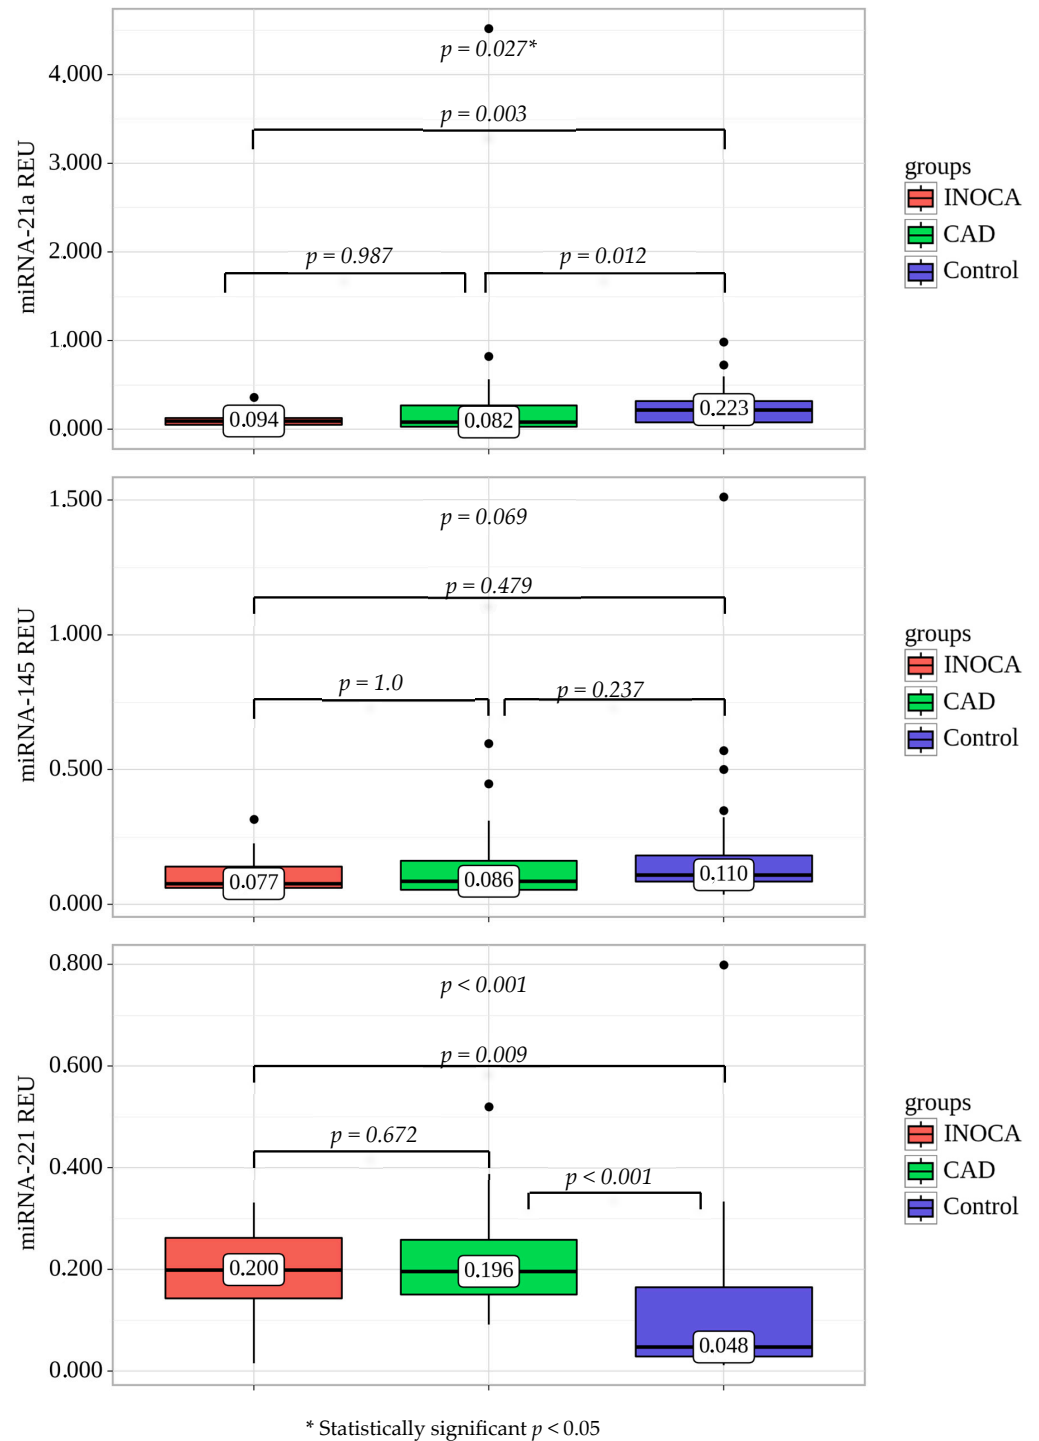 p = 0.027*
4.000
p = 0.003
3.000
miRNA-21a REU
groups
INOCA
CAD
Control
2.000
p = 0.987
p = 0.012
1.000
0.094
0.082
0.223
0.000
1.500
p = 0.069
p = 0.479
1.000
miRNA-145 REU
groups
INOCA
CAD
Control
p = 1.0
p = 0.237
0.500
0.077
0.086
0.110
0.000
0.800
p < 0.001
p = 0.009
0.600
miRNA-221 REU
groups
INOCA
CAD
Control
p = 0.672
0.400
p < 0.001
0.200
0.200
0.196
0.048
0.000
* Statistically significant p < 0.05